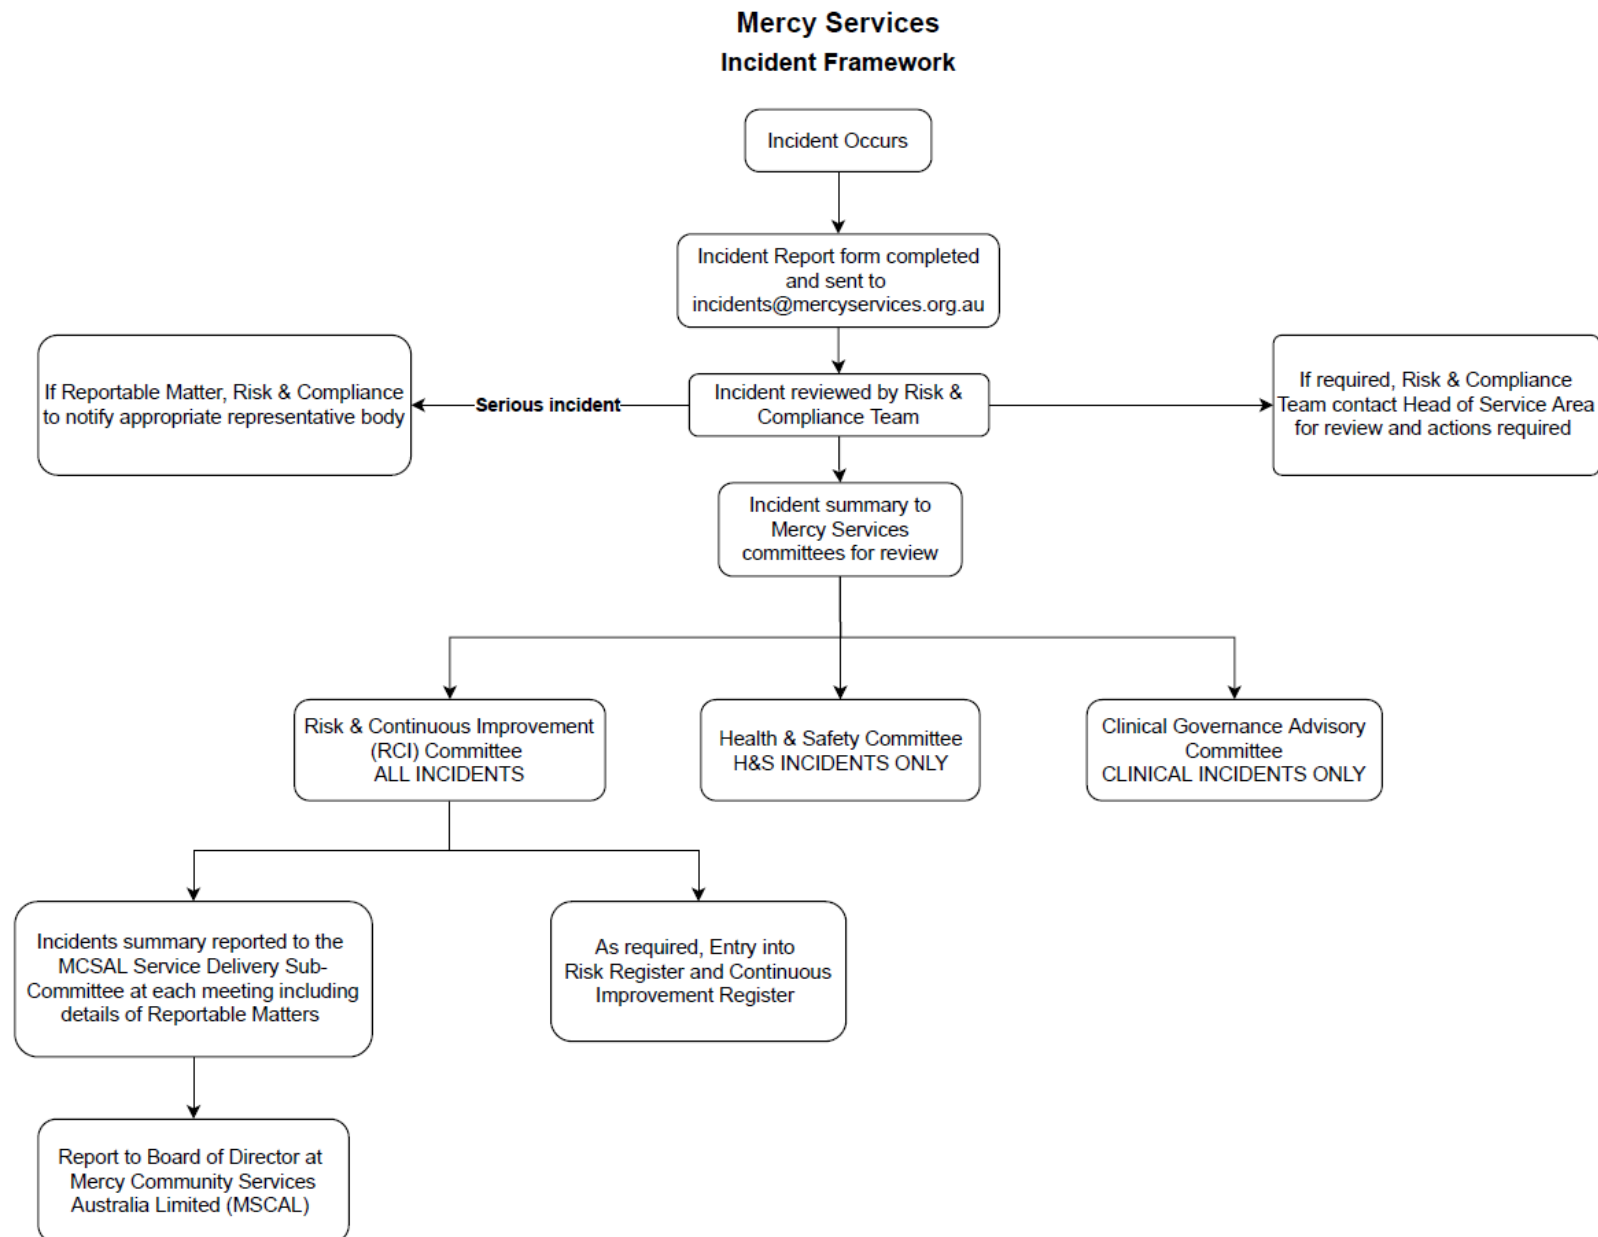 Mercy Services
Incident Framework
Incident Occurs
Incident Report form completed
and sent to
incidents@mercyservices.org.au
If Reportable Matter, Risk & Compliance
to notify appropriate representative body
Serious incident
Incident reviewed by Risk &
Compliance Team
If required, Risk & Compliance
Team contact Head of Service Area
for review and actions required
Incident summary to
Mercy Services
committees for review
Risk & Continuous Improvement
(RCI) Committee
ALL INCIDENTS
Health & Safety Committee
H&S INCIDENTS ONLY
Clinical Governance Advisory
Committee
CLINICAL INCIDENTS ONLY
Incidents summary reported to the
MCSAL Service Delivery Sub-
Committee at each meeting including
details of Reportable Matters
As required, Entry into
Risk Register and Continuous
Improvement Register
Report to Board of Director at
Mercy Community Services
Australia Limited (MSCAL)